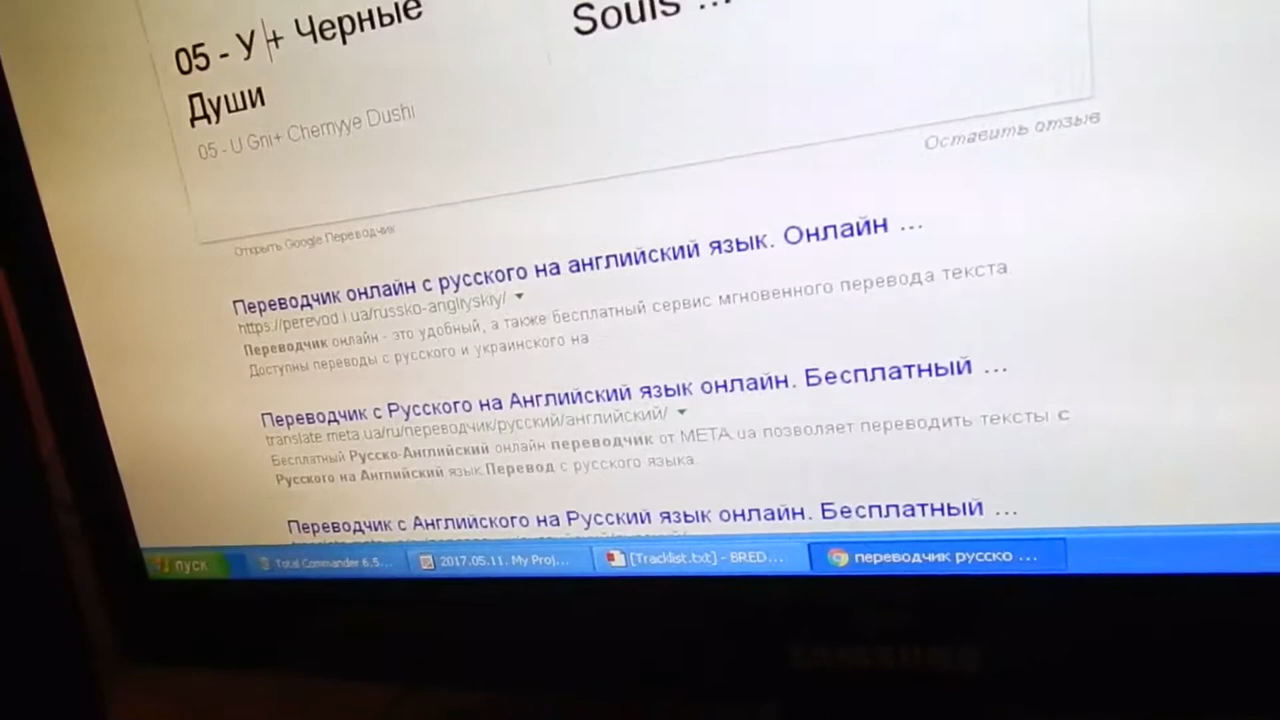 05 - У + Черные
Souls ...
Души
05 - U Gni+ Chernyye Dushi
Оставить отзыв
Открыть Google Переводчик
Переводчик онлайн с русского на английский язык. Онлайн ...
https://perevod.i.ua/russko-angliyskiy/
Переводчик онлайн - это удобный, а также бесплатный сервис мгновенного перевода текста
Доступны переводы с русского и украинского на
Переводчик с Русского на Английский язык онлайн. Бесплатный ...
translate.meta.ua/ru/переводчик/русский/английский/
Бесплатный Русско-Английский онлайн переводчик от META.ua позволяет переводить тексты с
Русского на Английский язык.Перевод с русского языка
Переводчик с Английского на Русский язык онлайн. Бесплатный ...
пуск
Total Commander 6.5...
2017.05.11. My Proj...
[Tracklist.txt] - BRED...
переводчик русско ...
SAMSUNG